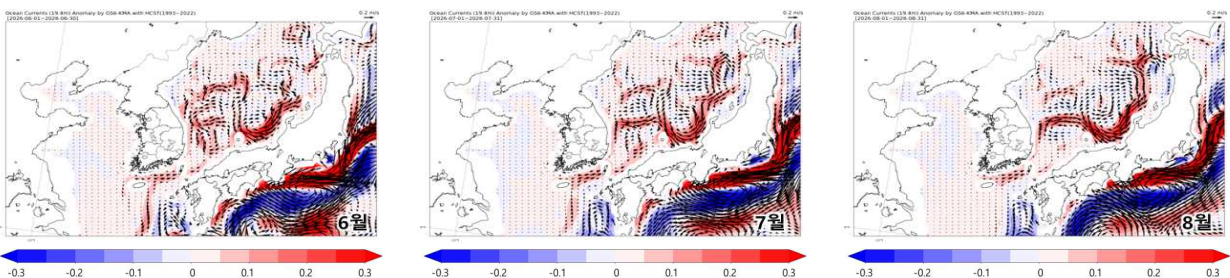 Ocean Currents (19.4m) Anomaly by GS6-KMA with HCST(1993~2022)
[2026-06-01~2026-06-30]
0.2 m/s
6월
-0.3 -0.2 -0.1 0 0.1 0.2 0.3
Ocean Currents (19.4m) Anomaly by GS6-KMA with HCST(1993~2022)
[2026-07-01~2026-07-31]
0.2 m/s
7월
-0.3 -0.2 -0.1 0 0.1 0.2 0.3
Ocean Currents (19.4m) Anomaly by GS6-KMA with HCST(1993~2022)
[2026-08-01~2026-08-31]
0.2 m/s
8월
-0.3 -0.2 -0.1 0 0.1 0.2 0.3